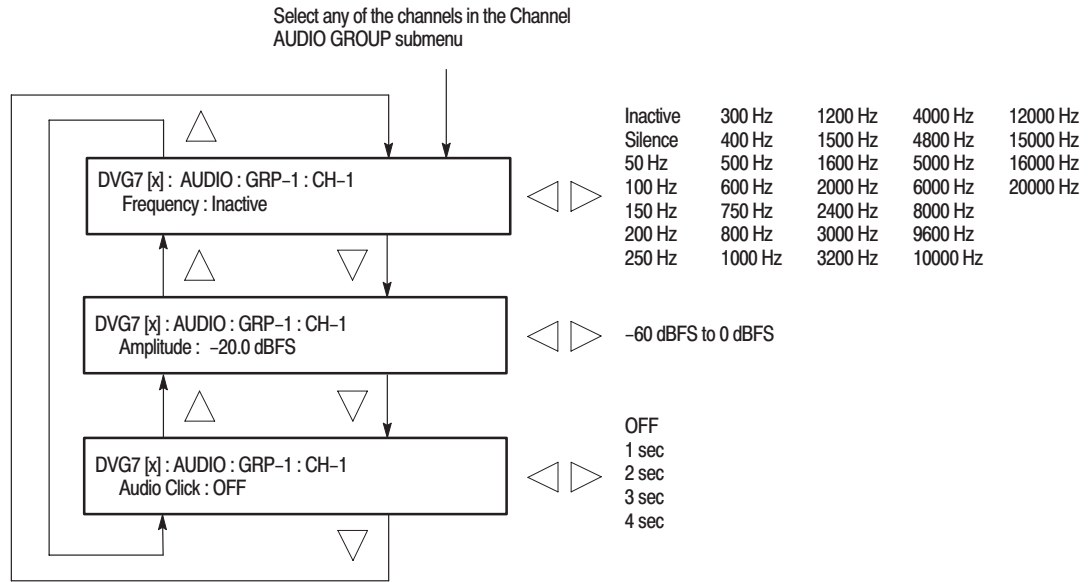 Select any of the channels in the Channel
AUDIO GROUP submenu
DVG7 [x] : AUDIO : GRP–1 : CH–1
Frequency : Inactive
Inactive 300 Hz 1200 Hz 4000 Hz 12000 Hz
Silence 400 Hz 1500 Hz 4800 Hz 15000 Hz
50 Hz 500 Hz 1600 Hz 5000 Hz 16000 Hz
100 Hz 600 Hz 2000 Hz 6000 Hz 20000 Hz
150 Hz 750 Hz 2400 Hz 8000 Hz
200 Hz 800 Hz 3000 Hz 9600 Hz
250 Hz 1000 Hz 3200 Hz 10000 Hz
DVG7 [x] : AUDIO : GRP–1 : CH–1
Amplitude : –20.0 dBFS
–60 dBFS to 0 dBFS
DVG7 [x] : AUDIO : GRP–1 : CH–1
Audio Click : OFF
OFF
1 sec
2 sec
3 sec
4 sec